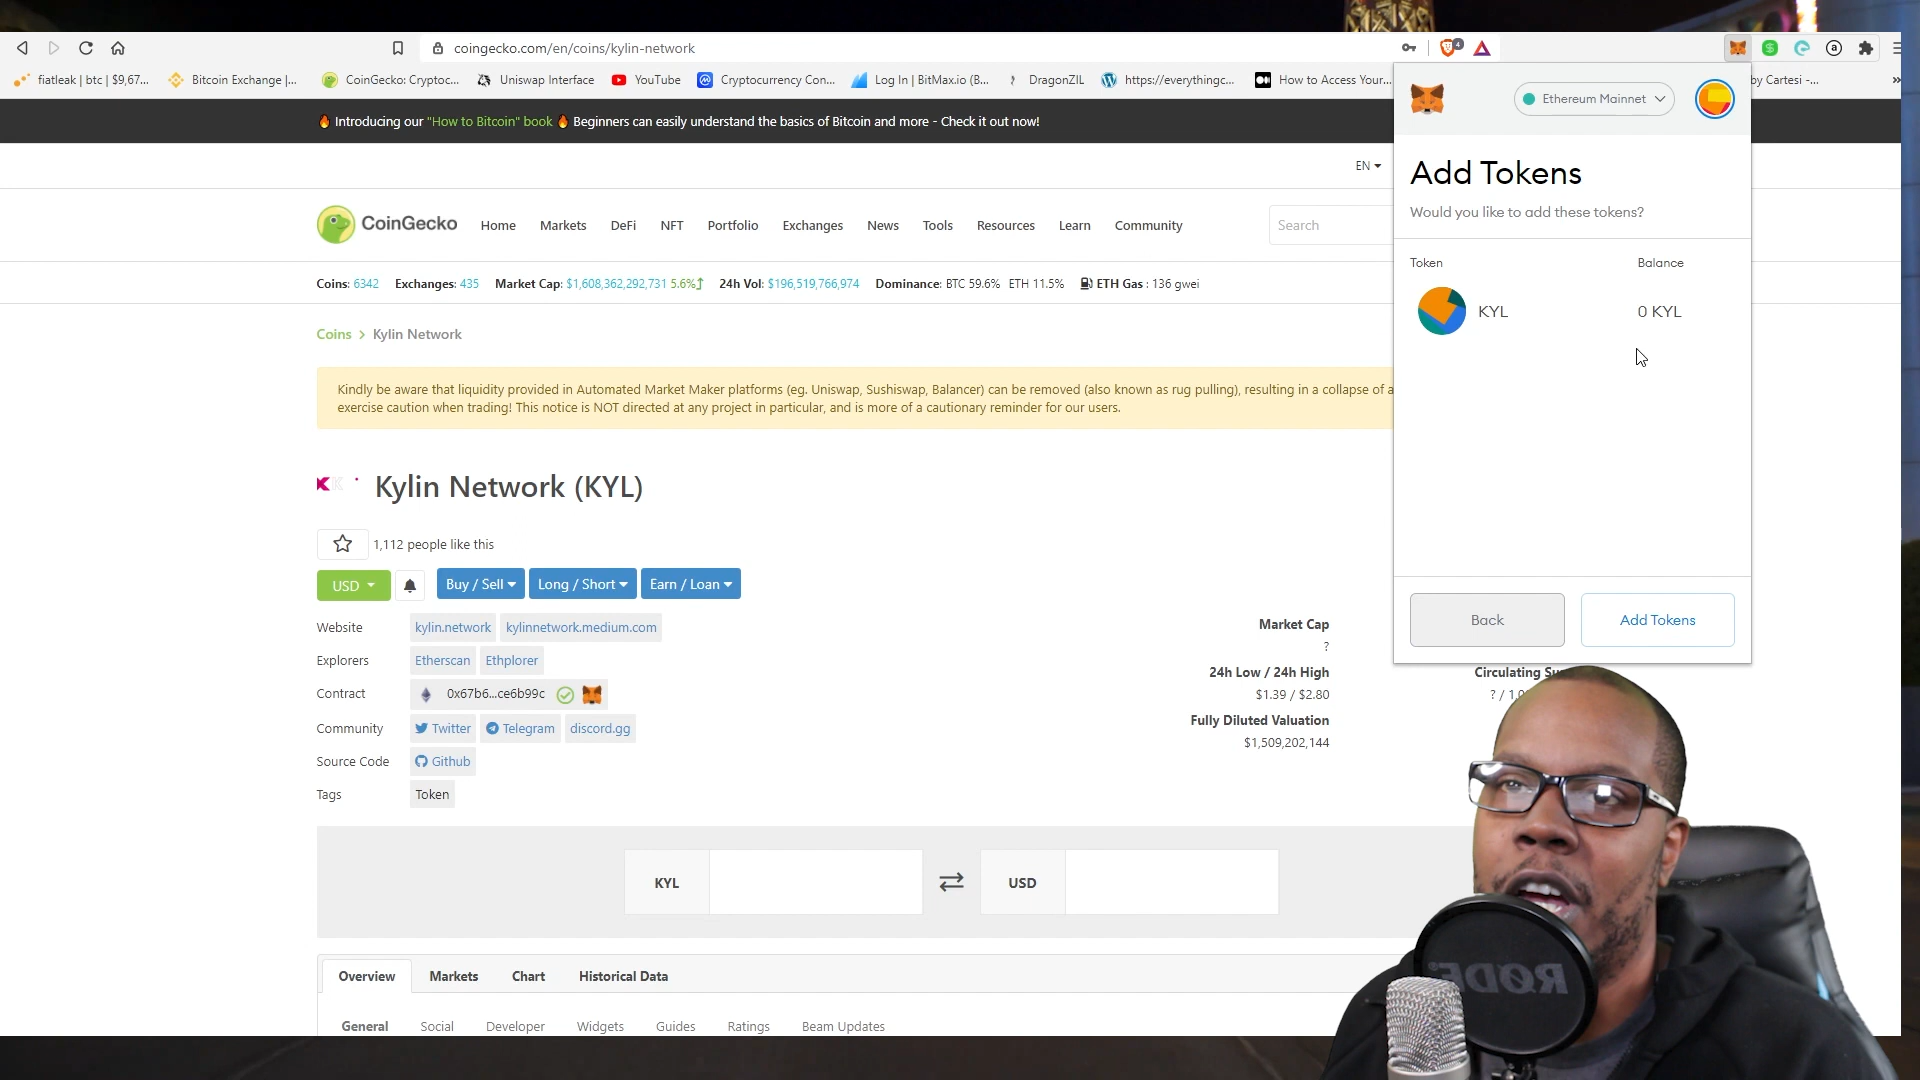 coingecko.com/en/coins/kylin-network
4
fiatleak | btc | $9,67...
Bitcoin Exchange |...
CoinGecko: Cryptoc...
Uniswap Interface
YouTube
Cryptocurrency Con...
Log In | BitMax.io (B...
DragonZIL
https://everythingc...
How to Access Your...
by Cartesi -...
Introducing our "How to Bitcoin" book Beginners can easily understand the basics of Bitcoin and more - Check it out now!
EN
CoinGecko
Home
Markets
DeFi
NFT
Portfolio
Exchanges
News
Tools
Resources
Learn
Community
Search
Coins: 6342 Exchanges: 435 Market Cap: $1,608,362,292,731 5.6% 24h Vol: $196,519,766,974 Dominance: BTC 59.6% ETH 11.5% ETH Gas : 136 gwei
Coins > Kylin Network
Kindly be aware that liquidity provided in Automated Market Maker platforms (eg. Uniswap, Sushiswap, Balancer) can be removed (also known as rug pulling), resulting in a collapse of a
exercise caution when trading! This notice is NOT directed at any project in particular, and is more of a cautionary reminder for our users.
Kylin Network (KYL)
1,112 people like this
USD
Buy / Sell
Long / Short
Earn / Loan
Website
kylin.network
kylinnetwork.medium.com
Explorers
Etherscan
Ethplorer
Contract
0x67b6...ce6b99c
Community
Twitter
Telegram
discord.gg
Source Code
Github
Tags
Token
Market Cap
?
24h Low / 24h High
$1.39 / $2.80
Fully Diluted Valuation
$1,509,202,144
Circulating Su
? / 1.0
KYL
USD
Overview
Markets
Chart
Historical Data
General
Social
Developer
Widgets
Guides
Ratings
Beam Updates
Ethereum Mainnet
Add Tokens
Would you like to add these tokens?
Token
Balance
KYL
0 KYL
Back
Add Tokens
RØDE